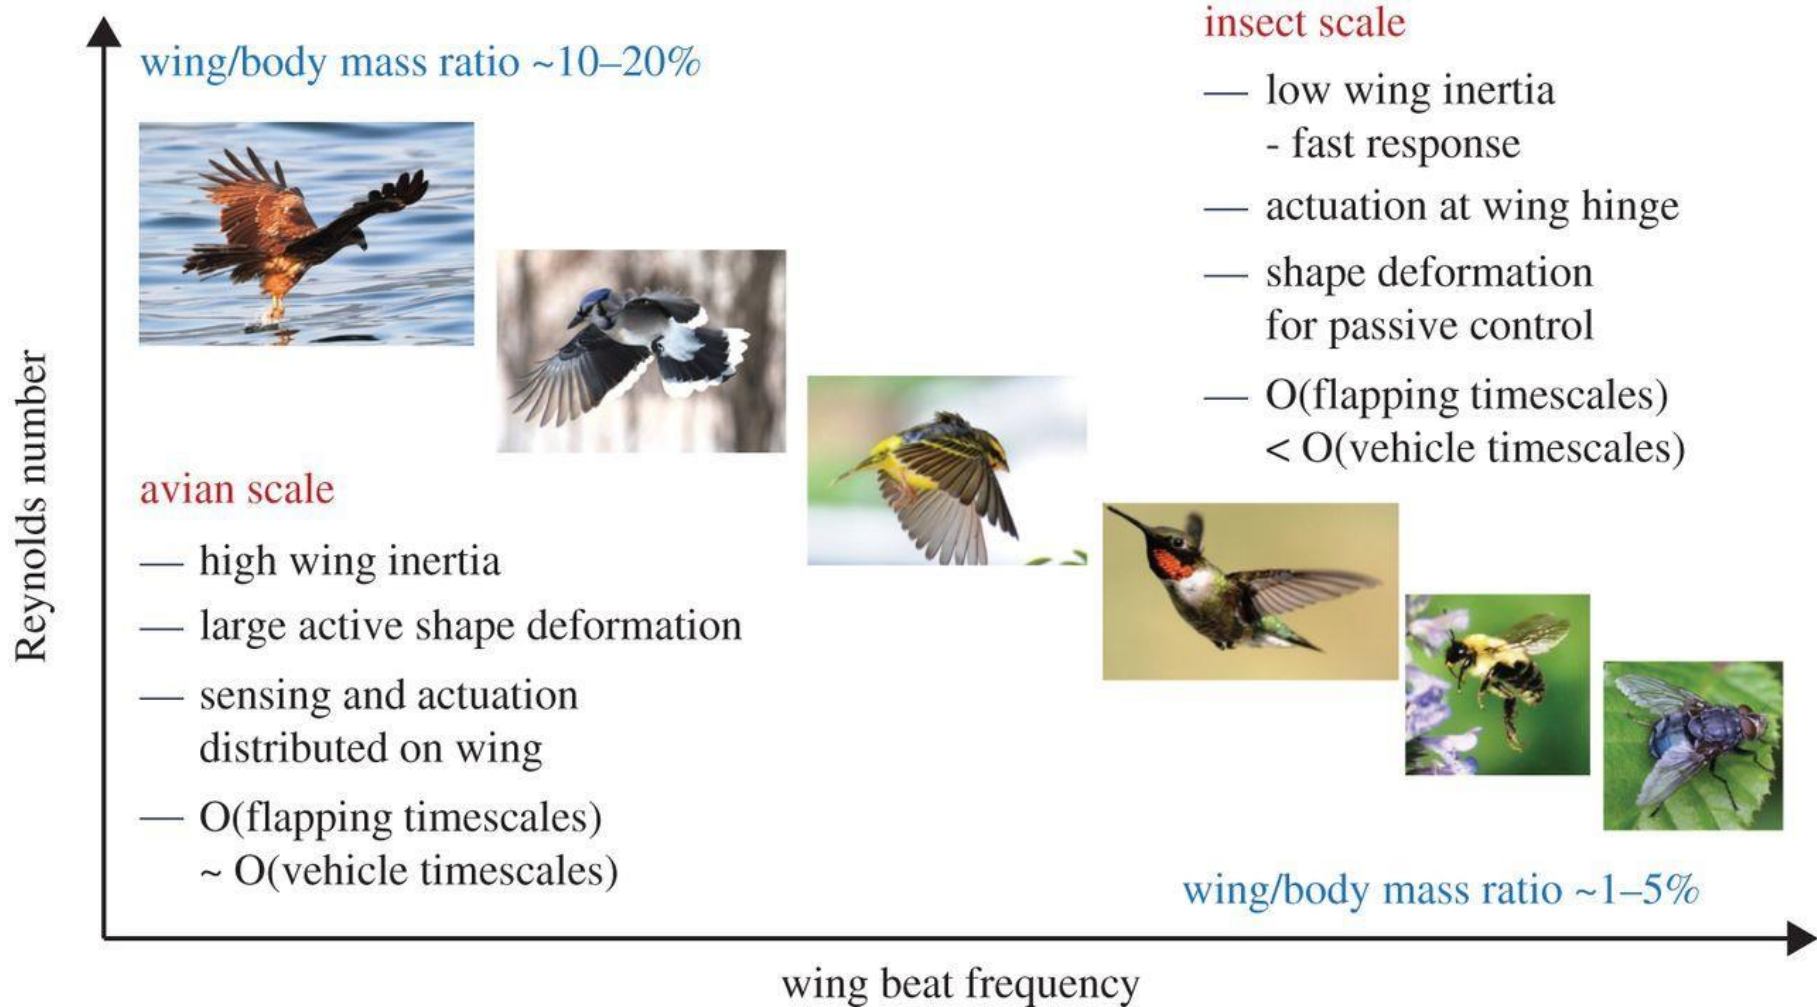 wing/body mass ratio ~10–20%
insect scale
— low wing inertia
- fast response
— actuation at wing hinge
— shape deformation
for passive control
— O(flapping timescales)
< O(vehicle timescales)
Reynolds number
avian scale
— high wing inertia
— large active shape deformation
— sensing and actuation
distributed on wing
— O(flapping timescales)
~ O(vehicle timescales)
wing/body mass ratio ~1–5%
wing beat frequency